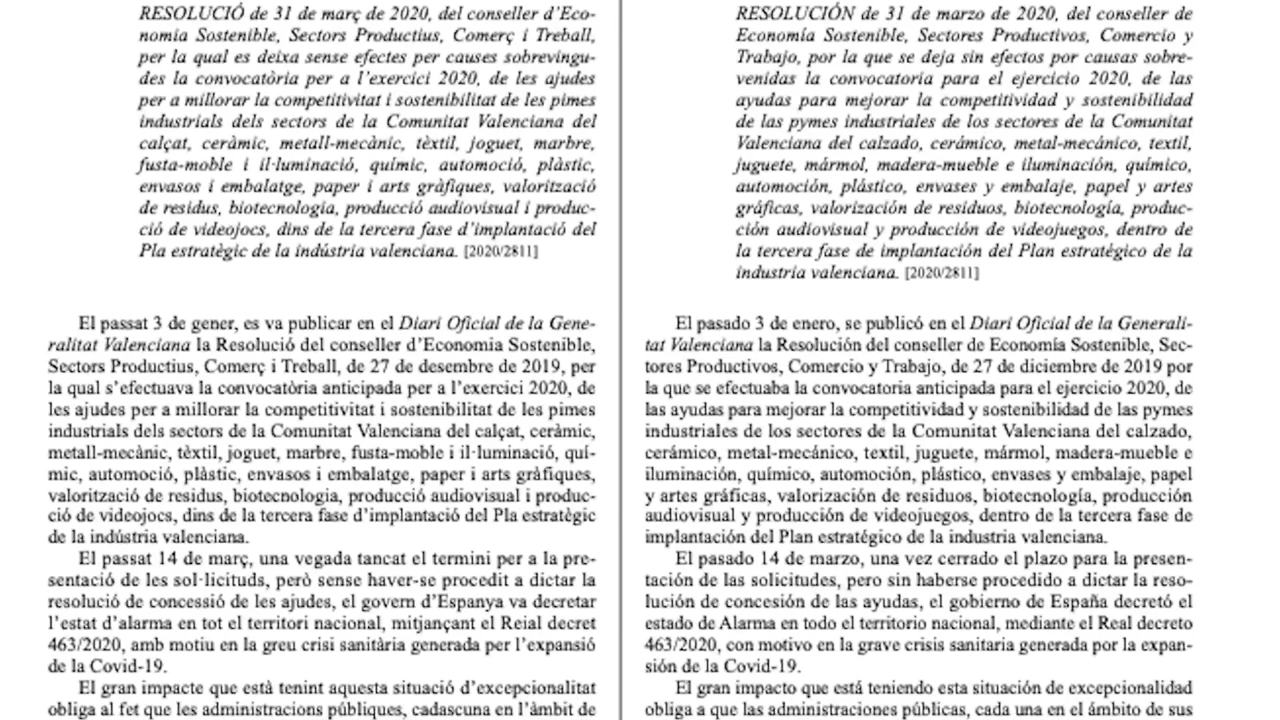 RESOLUCIÓ de 31 de març de 2020, del conseller d’Eco-
nomia Sostenible, Sectors Productius, Comerç i Treball,
per la qual es deixa sense efectes per causes sobrevingu-
des la convocatòria per a l’exercici 2020, de les ajudes
per a millorar la competitivitat i sostenibilitat de les pimes
industrials dels sectors de la Comunitat Valenciana del
calçat, ceràmic, metall-mecànic, tèxtil, joguet, marbre,
fusta-moble i il·luminació, químic, automoció, plàstic,
envasos i embalatge, paper i arts gràfiques, valorització
de residus, biotecnologia, producció audiovisual i produc-
ció de videojocs, dins de la tercera fase d’implantació del
Pla estratègic de la indústria valenciana. [2020/2811]
El passat 3 de gener, es va publicar en el Diari Oficial de la Gene-
ralitat Valenciana la Resolució del conseller d’Economia Sostenible,
Sectors Productius, Comerç i Treball, de 27 de desembre de 2019, per
la qual s’efectuava la convocatòria anticipada per a l’exercici 2020, de
les ajudes per a millorar la competitivitat i sostenibilitat de les pimes
industrials dels sectors de la Comunitat Valenciana del calçat, ceràmic,
metall-mecànic, tèxtil, joguet, marbre, fusta-moble i il·luminació, quí-
mic, automoció, plàstic, envasos i embalatge, paper i arts gràfiques,
valorització de residus, biotecnologia, producció audiovisual i produc-
ció de videojocs, dins de la tercera fase d’implantació del Pla estratègic
de la indústria valenciana.
El passat 14 de març, una vegada tancat el termini per a la pre-
sentació de les sol·licituds, però sense haver-se procedit a dictar la
resolució de concessió de les ajudes, el govern d’Espanya va decretar
l’estat d’alarma en tot el territori nacional, mitjançant el Reial decret
463/2020, amb motiu en la greu crisi sanitària generada per l’expansió
de la Covid-19.
El gran impacte que està tenint aquesta situació d’excepcionalitat
obliga al fet que les administracions públiques, cadascuna en l’àmbit de
RESOLUCIÓN de 31 de marzo de 2020, del conseller de
Economía Sostenible, Sectores Productivos, Comercio y
Trabajo, por la que se deja sin efectos por causas sobre-
venidas la convocatoria para el ejercicio 2020, de las
ayudas para mejorar la competitividad y sostenibilidad
de las pymes industriales de los sectores de la Comunitat
Valenciana del calzado, cerámico, metal-mecánico, textil,
juguete, mármol, madera-mueble e iluminación, químico,
automoción, plástico, envases y embalaje, papel y artes
gráficas, valorización de residuos, biotecnología, produc-
ción audiovisual y producción de videojuegos, dentro de
la tercera fase de implantación del Plan estratégico de la
industria valenciana. [2020/2811]
El pasado 3 de enero, se publicó en el Diari Oficial de la Generali-
tat Valenciana la Resolución del conseller de Economía Sostenible, Sec-
tores Productivos, Comercio y Trabajo, de 27 de diciembre de 2019 por
la que se efectuaba la convocatoria anticipada para el ejercicio 2020, de
las ayudas para mejorar la competitividad y sostenibilidad de las pymes
industriales de los sectores de la Comunitat Valenciana del calzado,
cerámico, metal-mecánico, textil, juguete, mármol, madera-mueble e
iluminación, químico, automoción, plástico, envases y embalaje, papel
y artes gráficas, valorización de residuos, biotecnología, producción
audiovisual y producción de videojuegos, dentro de la tercera fase de
implantación del Plan estratégico de la industria valenciana.
El pasado 14 de marzo, una vez cerrado el plazo para la presen-
tación de las solicitudes, pero sin haberse procedido a dictar la reso-
lución de concesión de las ayudas, el gobierno de España decretó el
estado de Alarma en todo el territorio nacional, mediante el Real decreto
463/2020, con motivo en la grave crisis sanitaria generada por la expan-
sión de la Covid-19.
El gran impacto que está teniendo esta situación de excepcionalidad
obliga a que las administraciones públicas, cada una en el ámbito de sus